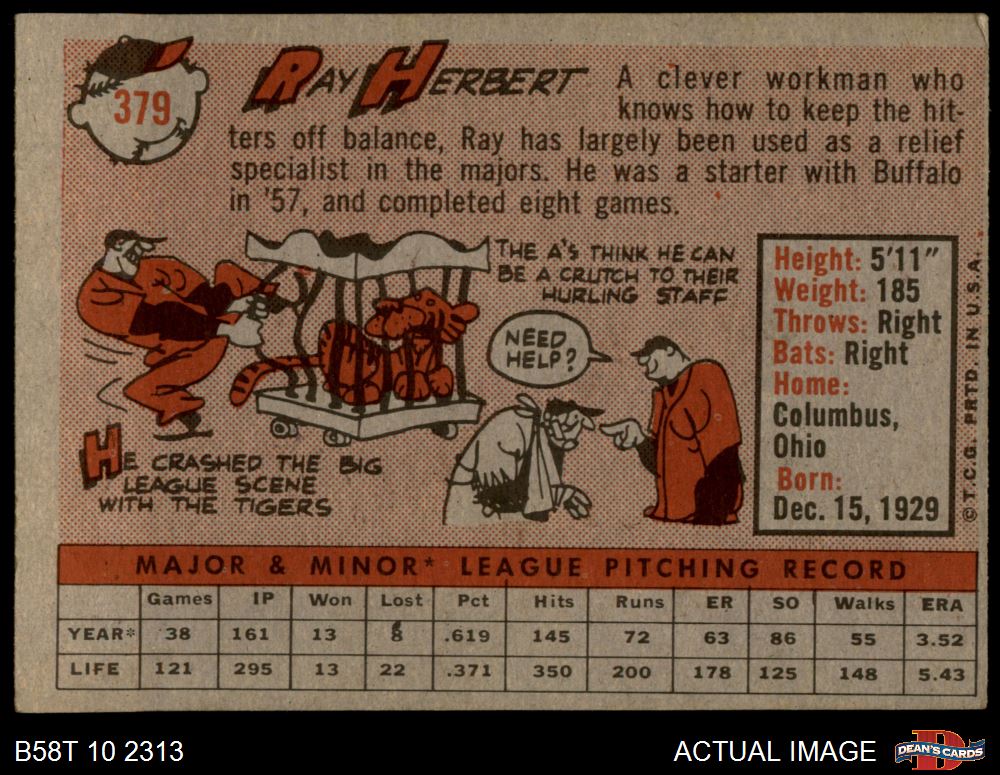 379
RAY HERBERT
A clever workman who
knows how to keep the hit-
ters off balance, Ray has largely been used as a relief
specialist in the majors. He was a starter with Buffalo
in '57, and completed eight games.
THE A'S THINK HE CAN
BE A CRUTCH TO THEIR
HURLING STAFF
NEED
HELP?
HE CRASHED THE BIG
LEAGUE SCENE
WITH THE TIGERS
Height: 5'11"
Weight: 185
Throws: Right
Bats: Right
Home:
Columbus,
Ohio
Born:
Dec. 15, 1929
© T.C.G. PRTD. IN U.S.A.
MAJOR & MINOR* LEAGUE PITCHING RECORD
Games IP Won Lost Pct Hits Runs ER SO Walks ERA
YEAR* 38 161 13 8 .619 145 72 63 86 55 3.52
LIFE 121 295 13 22 .371 350 200 178 125 148 5.43
B58T 10 2313
ACTUAL IMAGE
D
DEAN'S CARDS